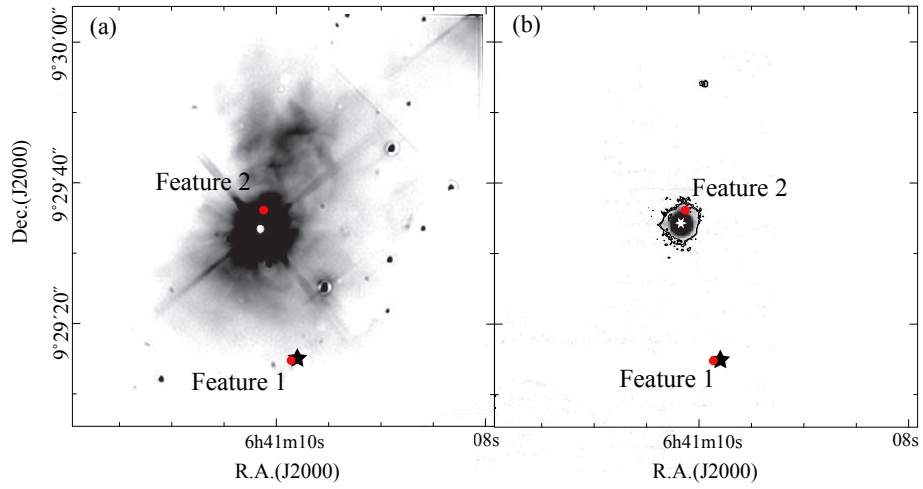 (a)
(b)
9°30′00″
9°29′40″
9°29′20″
Dec.(J2000)
Feature 2
Feature 1
Feature 2
Feature 1
6h41m10s
08s
6h41m10s
08s
R.A.(J2000)
R.A.(J2000)